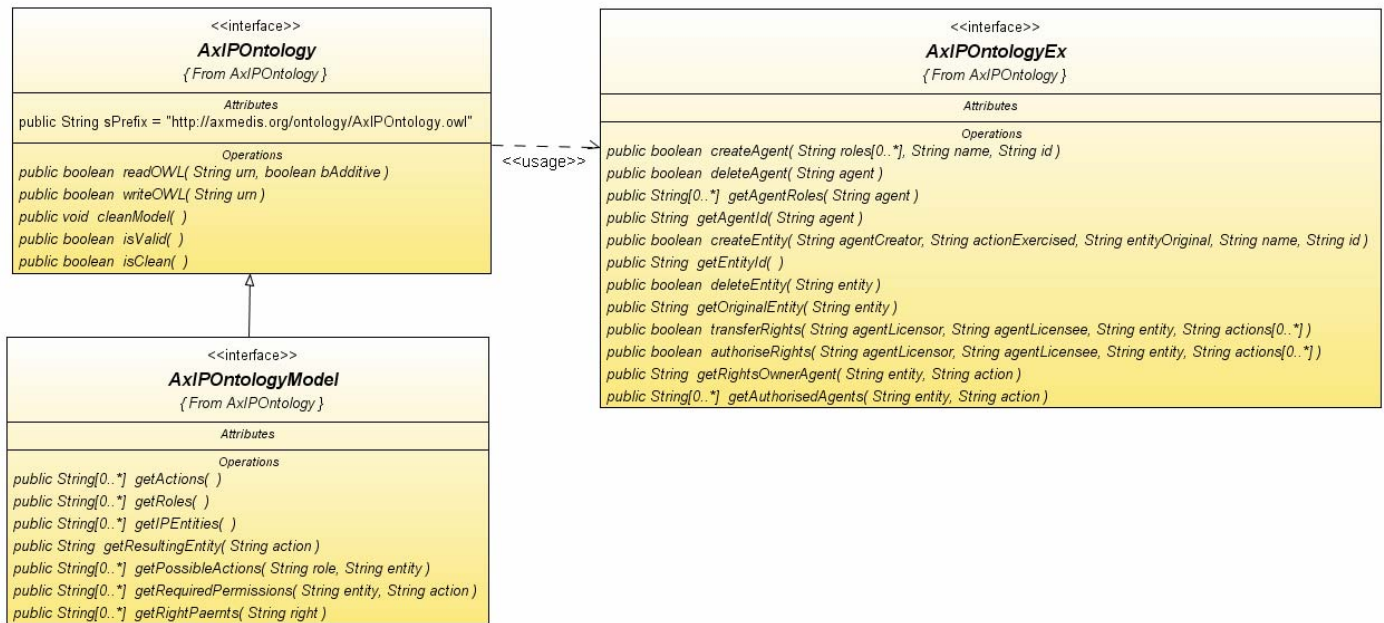 <<interface>>
AxIPOntology
{ From AxIPOntology }
Attributes
public String sPrefix = "http://axmedis.org/ontology/AxIPOntology.owl"
Operations
public boolean readOWL( String urn, boolean bAdditive )
public boolean writeOWL( String urn )
public void cleanModel( )
public boolean isValid( )
public boolean isClean( )
<<usage>>
<<interface>>
AxIPOntologyEx
{ From AxIPOntology }
Attributes
Operations
public boolean createAgent( String roles[0..*], String name, String id )
public boolean deleteAgent( String agent )
public String[0..*] getAgentRoles( String agent )
public String getAgentId( String agent )
public boolean createEntity( String agentCreator, String actionExercised, String entityOriginal, String name, String id )
public String getEntityId( )
public boolean deleteEntity( String entity )
public String getOriginalEntity( String entity )
public boolean transferRights( String agentLicensor, String agentLicensee, String entity, String actions[0..*] )
public boolean authoriseRights( String agentLicensor, String agentLicensee, String entity, String actions[0..*] )
public String getRightsOwnerAgent( String entity, String action )
public String[0..*] getAuthorisedAgents( String entity, String action )
<<interface>>
AxIPOntologyModel
{ From AxIPOntology }
Attributes
Operations
public String[0..*] getActions( )
public String[0..*] getRoles( )
public String[0..*] getIPEntities( )
public String getResultingEntity( String action )
public String[0..*] getPossibleActions( String role, String entity )
public String[0..*] getRequiredPermissions( String entity, String action )
public String[0..*] getRightPaernts( String right )